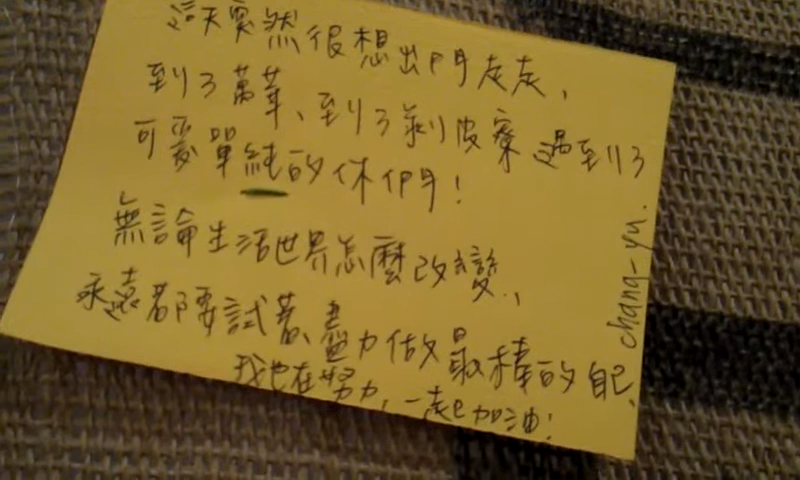 這天突然很想出門走走、
到了萬華、到了剝皮寮遇到了
可愛單純的你們!
無論生活世界怎麼改變,
永遠都要試著、盡力做最棒的自己、
我也在努力,一起加油!
chang-yu.